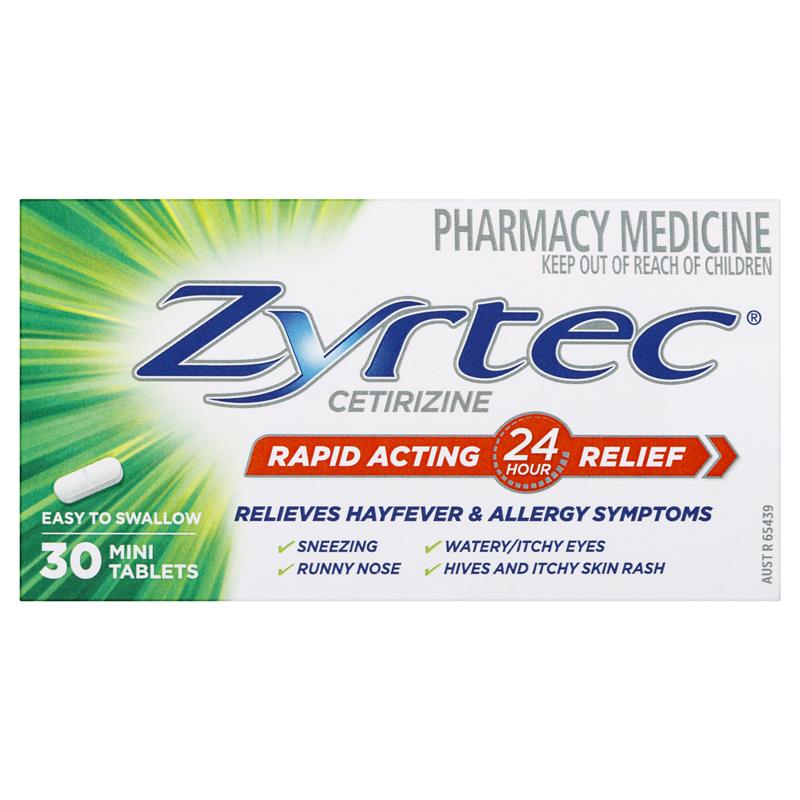 PHARMACY MEDICINE
KEEP OUT OF REACH OF CHILDREN
Zyrtec®
CETIRIZINE
RAPID ACTING 24 HOUR RELIEF
EASY TO SWALLOW
30 MINI TABLETS
RELIEVES HAYFEVER & ALLERGY SYMPTOMS
✓ SNEEZING ✓ WATERY/ITCHY EYES
✓ RUNNY NOSE ✓ HIVES AND ITCHY SKIN RASH
AUST R 65439